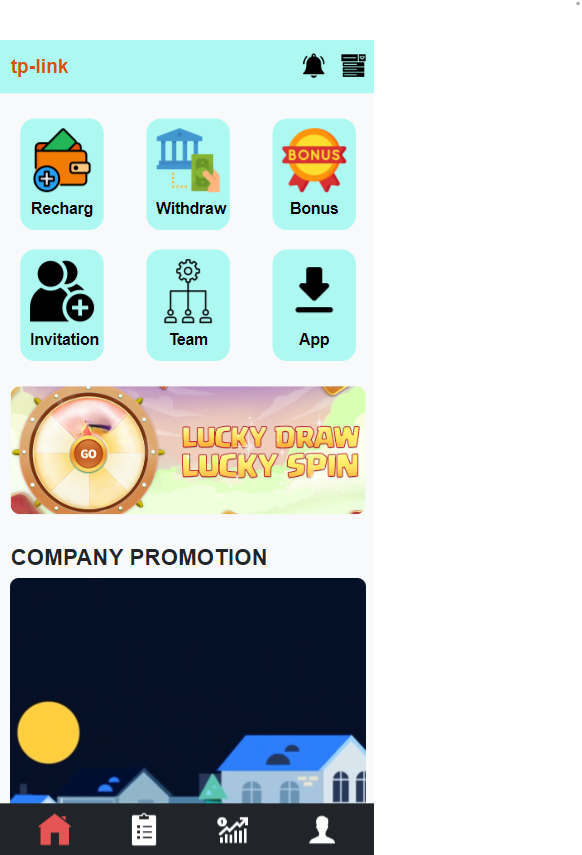 tp-link
Recharg
Withdraw
BONUS
Bonus
Invitation
Team
App
GO
LUCKY DRAW
LUCKY SPIN
COMPANY PROMOTION